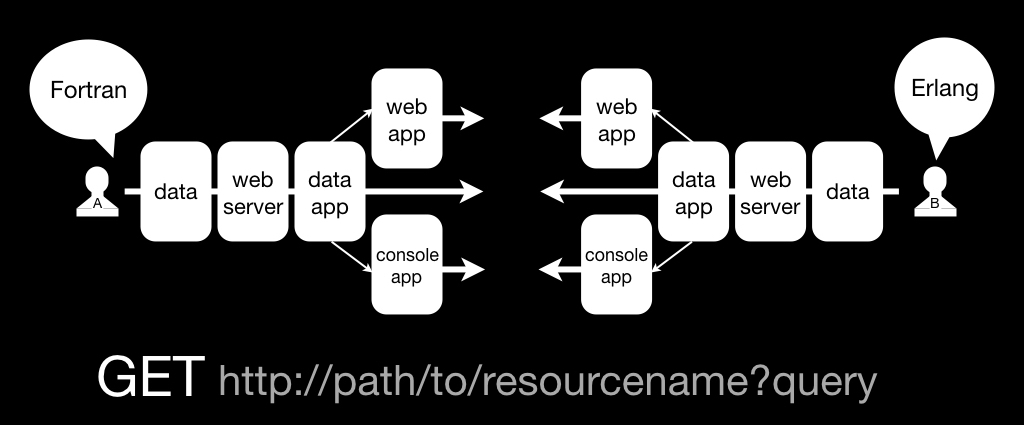 Fortran
Erlang
web
app
web
app
data
web
server
data
app
data
app
web
server
data
A
B
console
app
console
app
GET http://path/to/resourcename?query